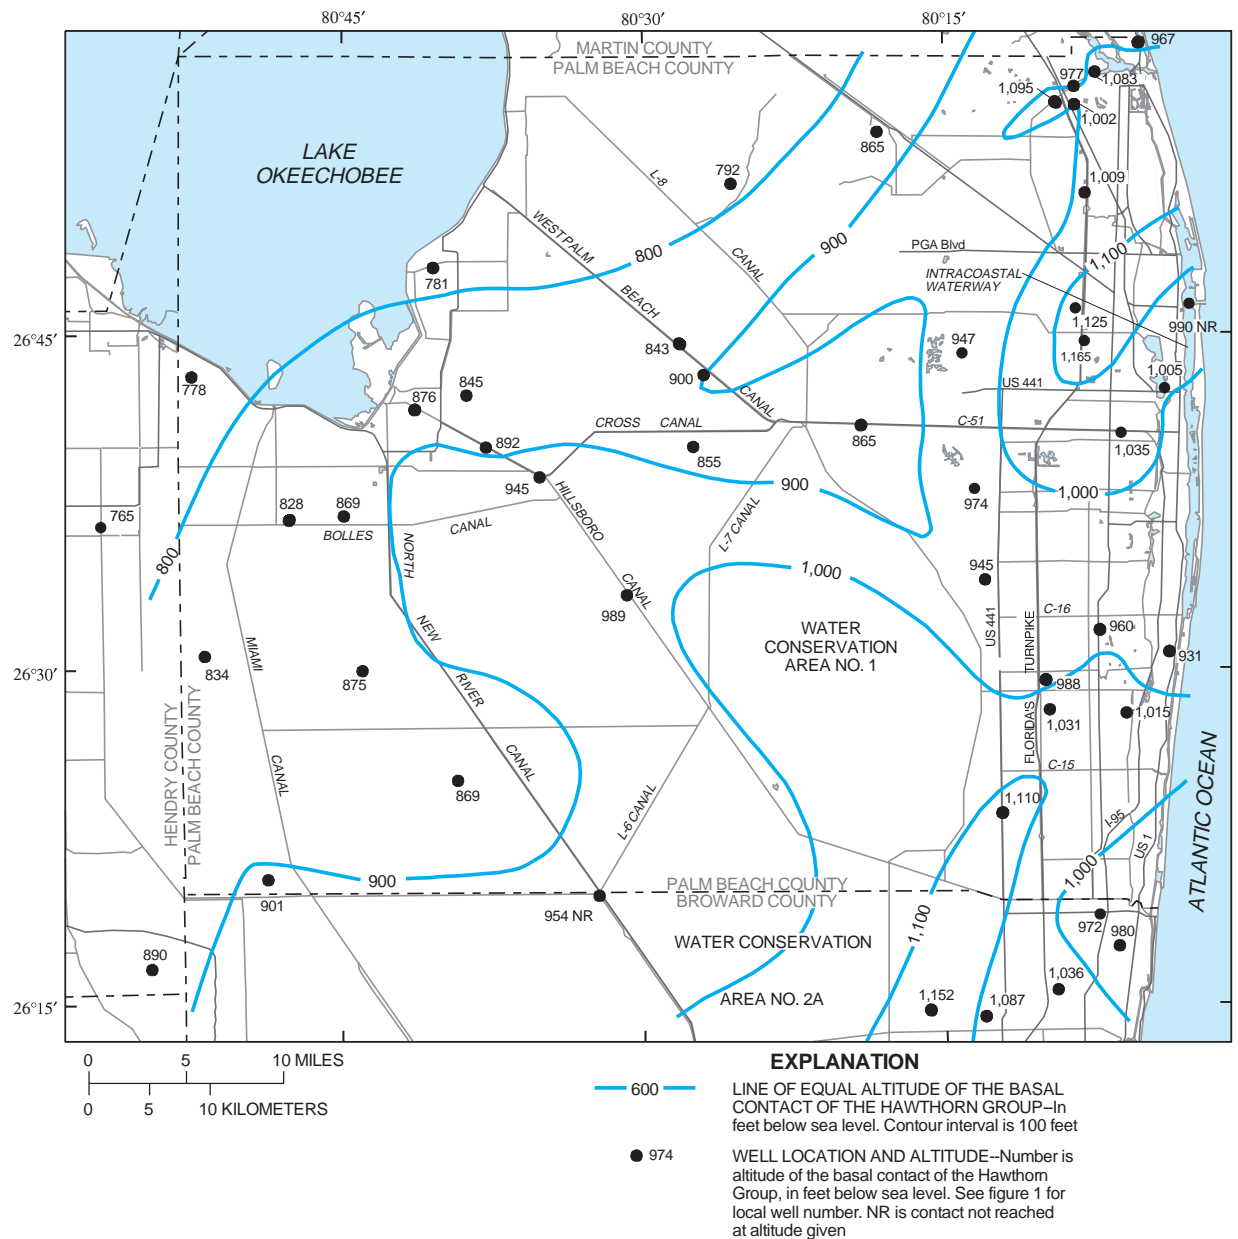 80°45′
80°30′
80°15′
MARTIN COUNTY
PALM BEACH COUNTY
967
977
1,083
1,095
1,002
LAKE
OKEECHOBEE
865
792
L-8
1,009
WEST PALM
800
900
PGA Blvd
1,100
CANAL
INTRACOASTAL
WATERWAY
781
BEACH
1,125
990 NR
26°45′
843
947
1,165
1,005
900
778
845
US 441
876
CANAL
CROSS CANAL
865
C-51
892
855
1,035
945
900
974
1,000
HILLSBORO
828
869
765
BOLLES
CANAL
L-7 CANAL
NORTH
800
1,000
945
CANAL
989
C-16
NEW
WATER
CONSERVATION
AREA NO. 1
US 441
TURNPIKE
960
MIAMI
931
834
26°30′
875
988
RIVER
1,015
1,031
HENDRY COUNTY
PALM BEACH COUNTY
FLORIDA'S
CANAL
CANAL
C-15
869
ATLANTIC OCEAN
1,110
L-6 CANAL
I-95
US 1
900
PALM BEACH COUNTY
BROWARD COUNTY
1,000
901
954 NR
1,100
972
980
WATER CONSERVATION
890
1,036
AREA NO. 2A
1,152
1,087
26°15′
0 5 10 MILES
0 5 10 KILOMETERS
EXPLANATION
600
LINE OF EQUAL ALTITUDE OF THE BASAL
CONTACT OF THE HAWTHORN GROUP--In
feet below sea level. Contour interval is 100 feet
974
WELL LOCATION AND ALTITUDE--Number is
altitude of the basal contact of the Hawthorn
Group, in feet below sea level. See figure 1 for
local well number. NR is contact not reached
at altitude given